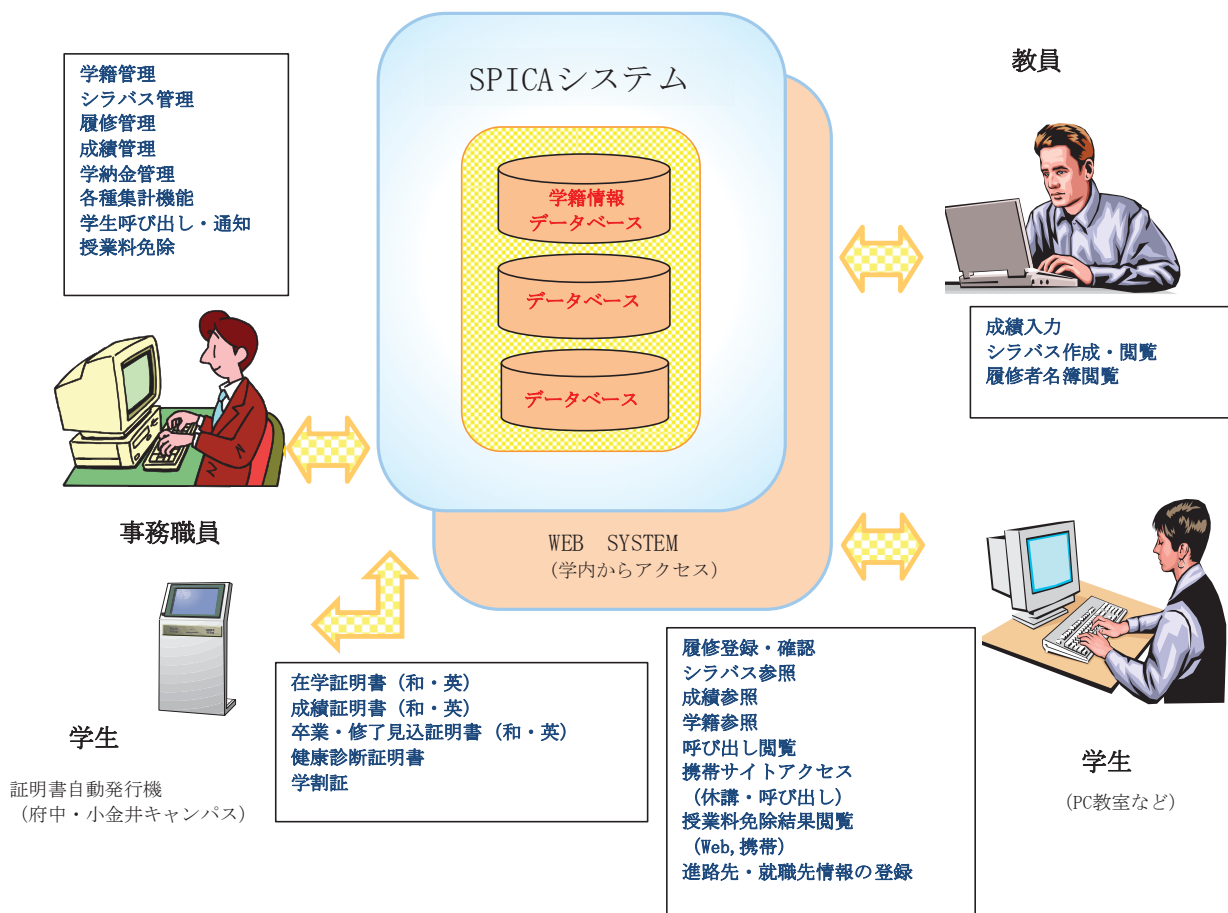 学籍管理
シラバス管理
履修管理
成績管理
学納金管理
各種集計機能
学生呼び出し・通知
授業料免除
事務職員
SPICAシステム
学籍情報
データベース
データベース
データベース
WEB SYSTEM
(学内からアクセス)
教員
成績入力
シラバス作成・閲覧
履修者名簿閲覧
学生
証明書自動発行機
(府中・小金井キャンパス)
在学証明書(和・英)
成績証明書(和・英)
卒業・修了見込証明書(和・英)
健康診断証明書
学割証
履修登録・確認
シラバス参照
成績参照
学籍参照
呼び出し閲覧
携帯サイトアクセス
(休講・呼び出し)
授業料免除結果閲覧
(Web,携帯)
進路先・就職先情報の登録
学生
(PC教室など)